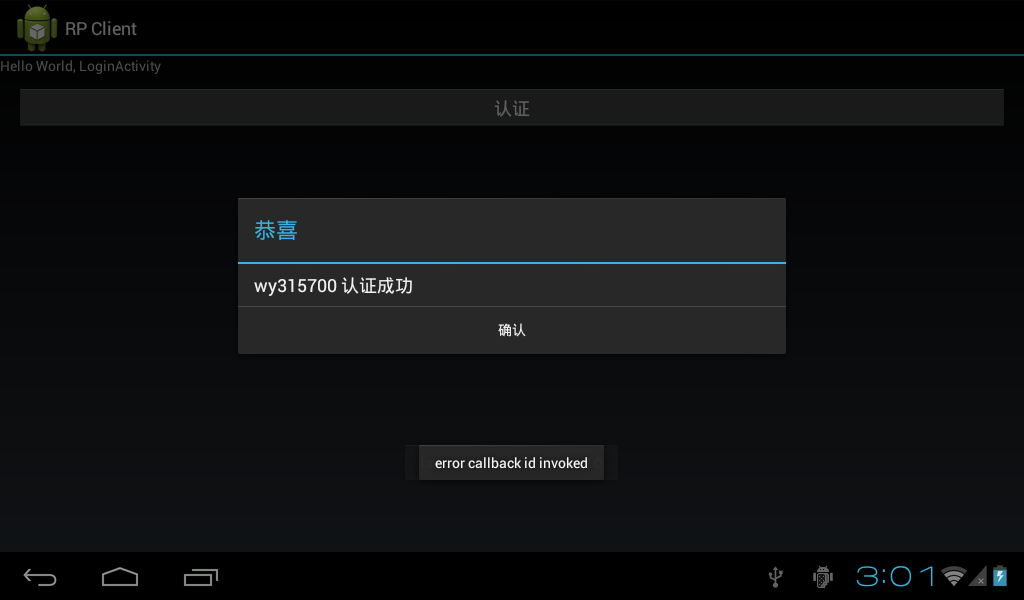 RP Client
Hello World, LoginActivity
认证
恭喜
wy315700 认证成功
确认
error callback id invoked
3:01